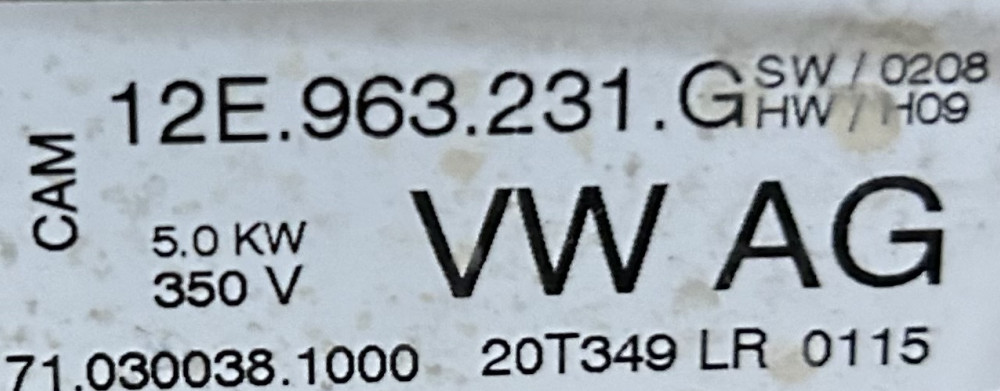 12E.963.231.G SW / 0208
HW / H09
CAM
VW AG
5.0 KW
350 V
71.030038.1000 20T349 LR 0115